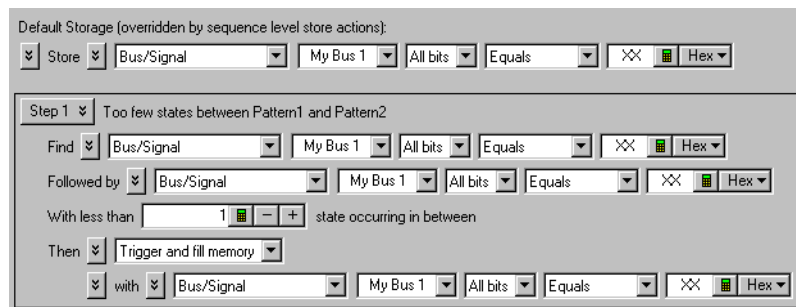 Default Storage (overridden by sequence level store actions):
Store Bus/Signal My Bus 1 All bits Equals XX Hex
Step 1 Too few states between Pattern1 and Pattern2
Find Bus/Signal My Bus 1 All bits Equals XX Hex
Followed by Bus/Signal My Bus 1 All bits Equals XX Hex
With less than 1 - + state occurring in between
Then Trigger and fill memory
with Bus/Signal My Bus 1 All bits Equals XX Hex